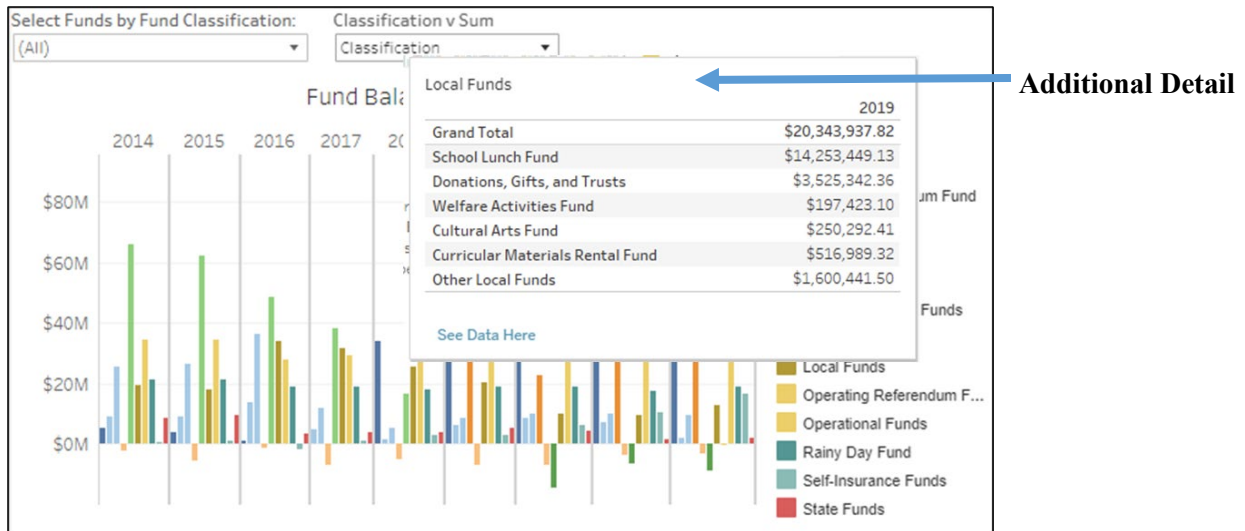 Select Funds by Fund Classification: Classification v Sum
(All) Classification
Additional Detail
Local Funds
Fund Bala
2019
2014 2015 2016 2017 20
Grand Total $20,343,937.82
School Lunch Fund $14,253,449.13
Donations, Gifts, and Trusts $3,525,342.36
$80M
um Fund
Welfare Activities Fund $197,423.10
Cultural Arts Fund $250,292.41
Curricular Materials Rental Fund $516,989.32
$60M
Other Local Funds $1,600,441.50
Funds
$40M
See Data Here
Local Funds
$20M
Operating Referendum F...
Operational Funds
$0M
Rainy Day Fund
Self-Insurance Funds
State Funds